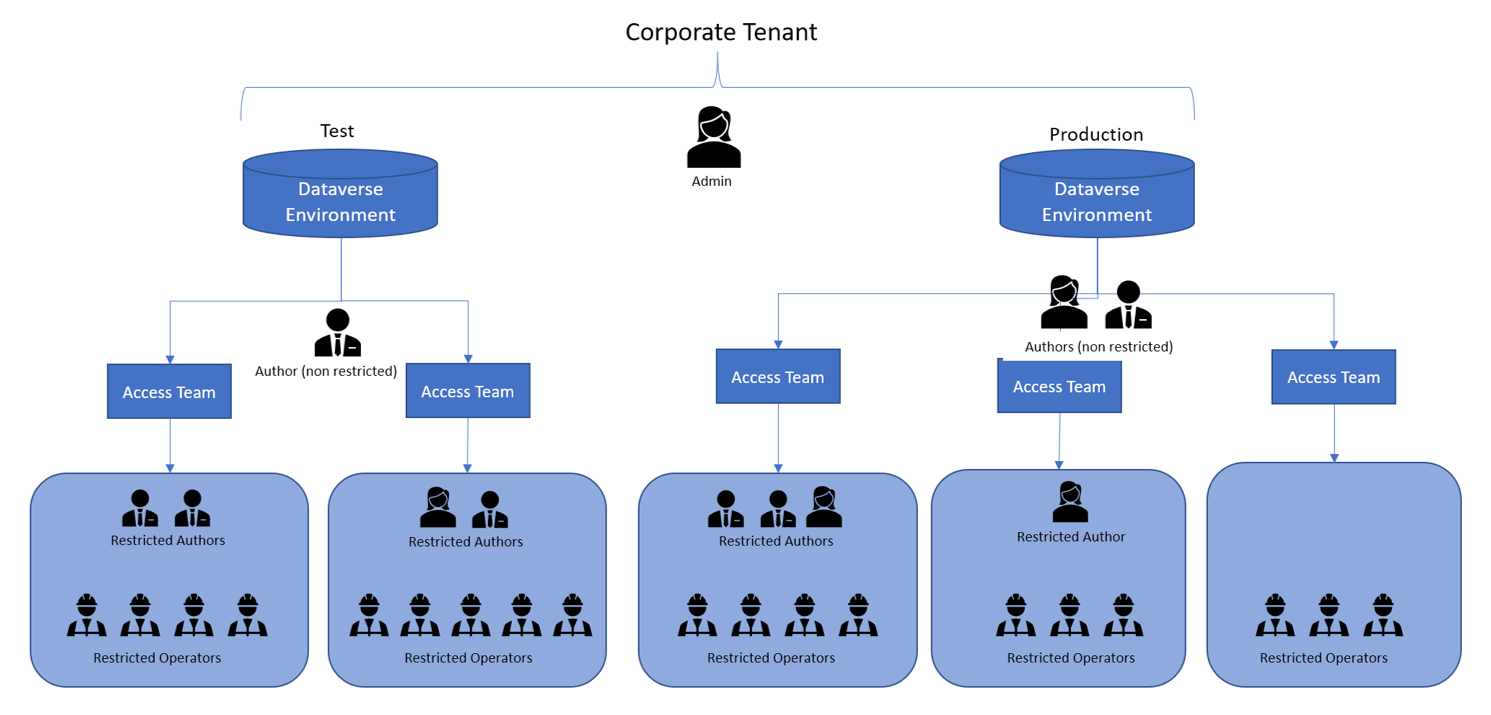 Corporate Tenant
Test
Production
Dataverse
Environment
Admin
Dataverse
Environment
Author (non restricted)
Authors (non restricted)
Access Team
Access Team
Access Team
Access Team
Access Team
Restricted Authors
Restricted Authors
Restricted Authors
Restricted Author
Restricted Operators
Restricted Operators
Restricted Operators
Restricted Operators
Restricted Operators